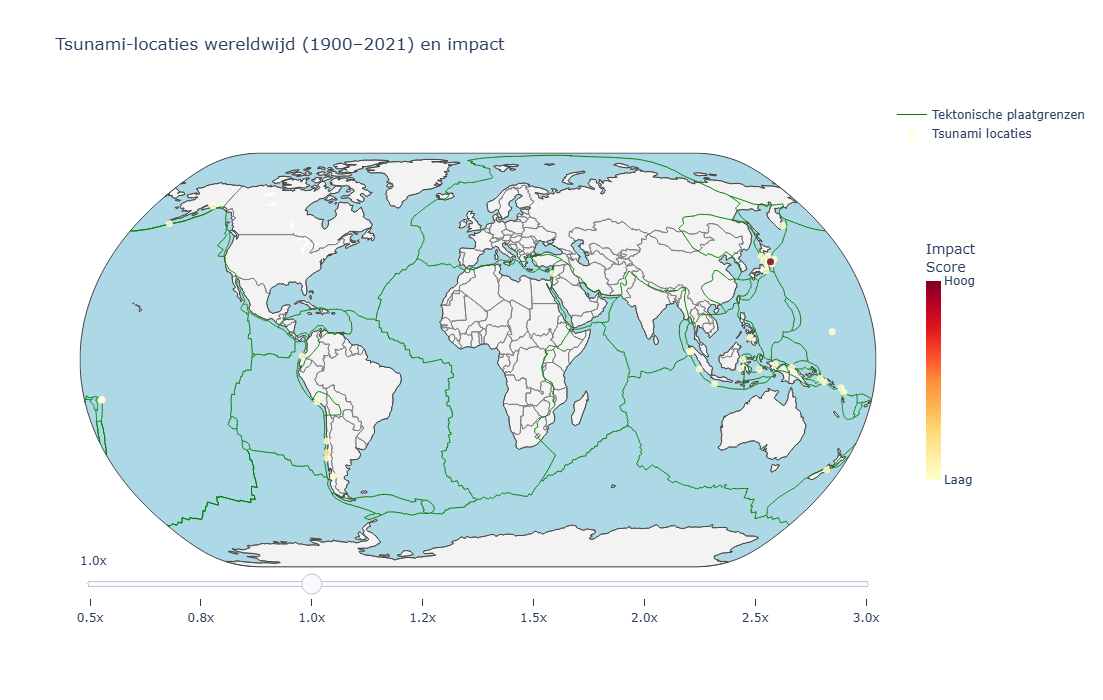 Tsunami-locaties wereldwijd (1900–2021) en impact
Tektonische plaatgrenzen
Tsunami locaties
Impact
Score
Hoog
Laag
1.0x
0.5x
0.8x
1.0x
1.2x
1.5x
2.0x
2.5x
3.0x